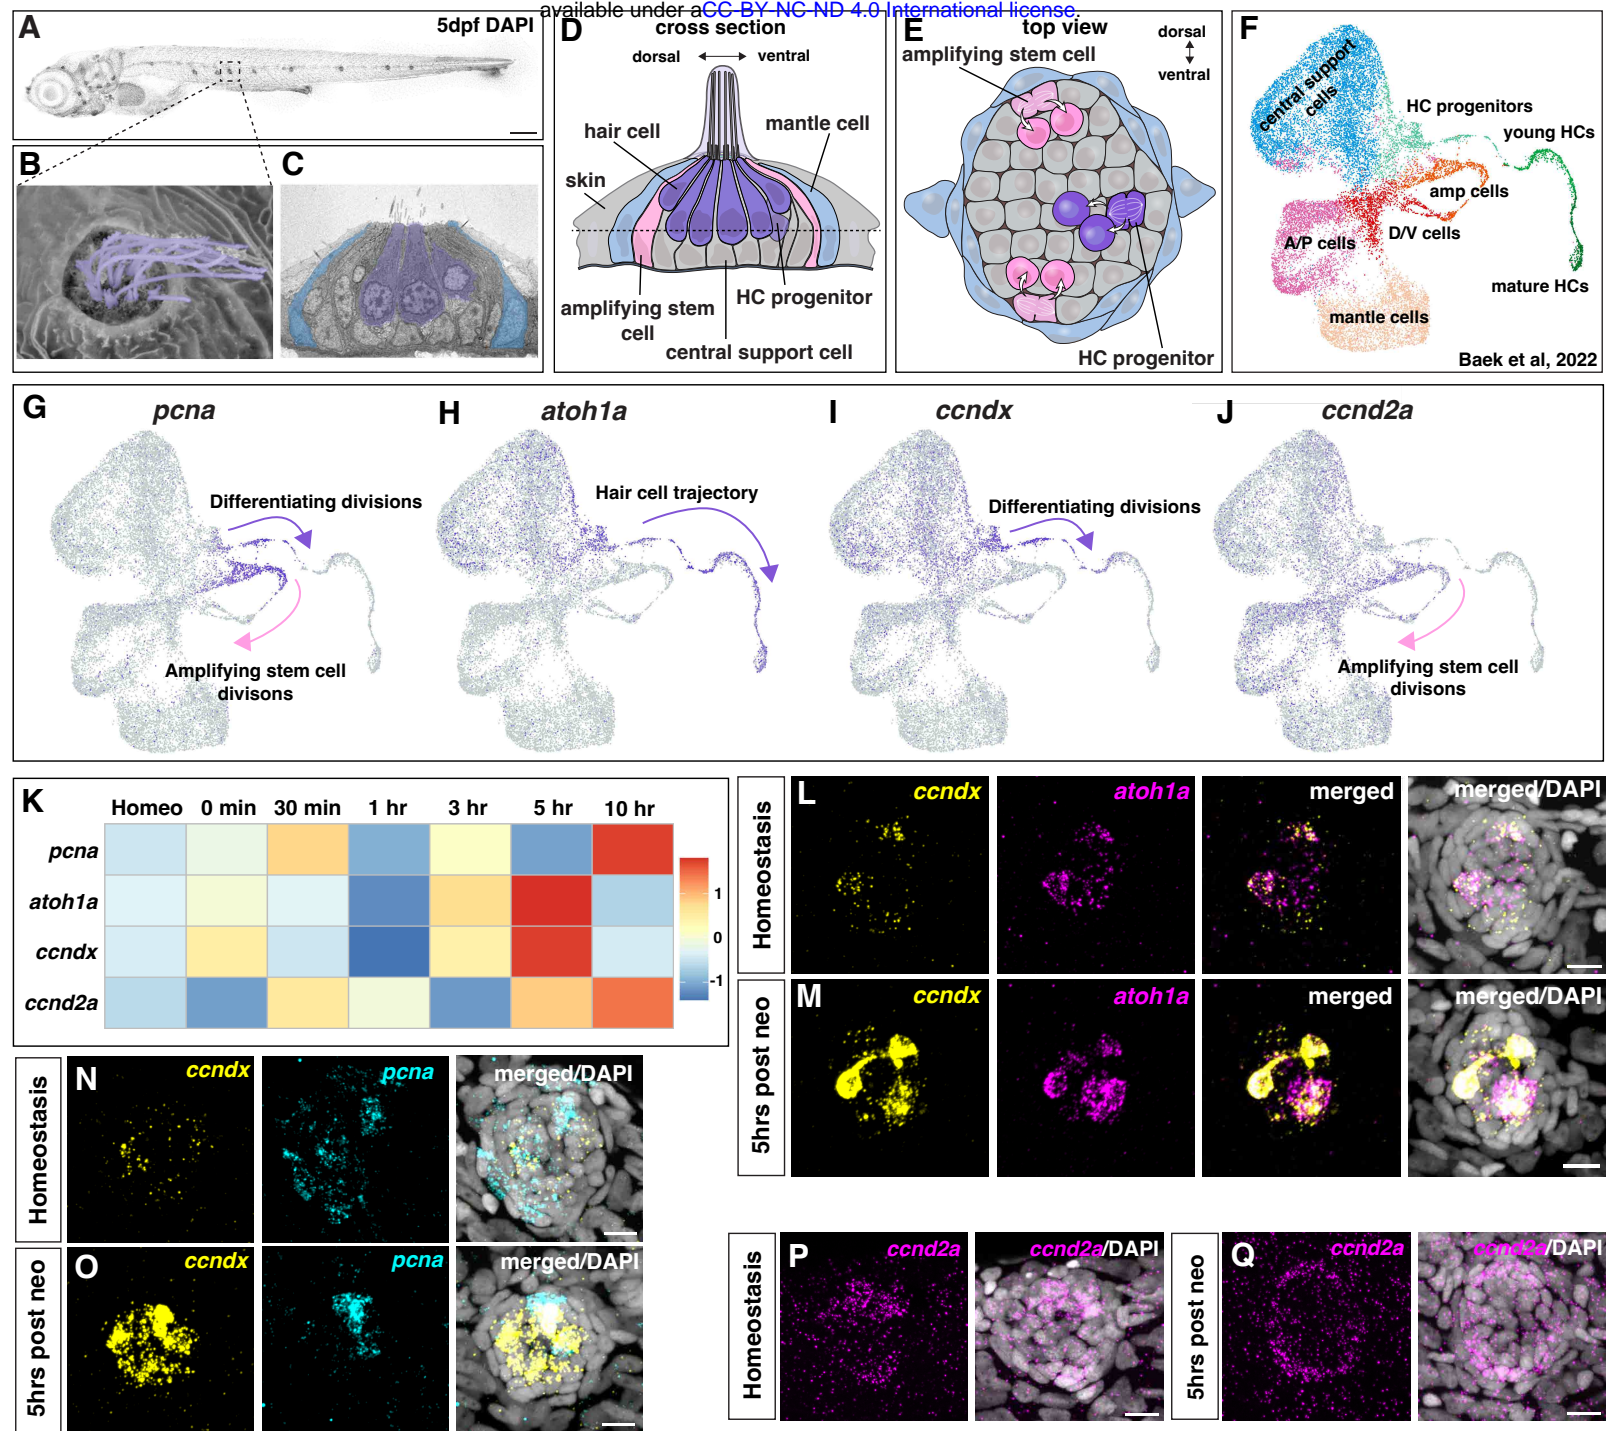 available under aCC-BY-NC-ND 4.0 International license.
A
5dpf DAPI
B
C
D
cross section
dorsal
ventral
hair cell
mantle cell
skin
amplifying stem
cell
HC progenitor
central support cell
E
top view
dorsal
ventral
amplifying stem cell
HC progenitor
F
central support
cells
HC progenitors
young HCs
amp cells
D/V cells
A/P cells
mature HCs
mantle cells
Baek et al, 2022
G
pcna
Differentiating divisions
Amplifying stem cell
divisons
H
atoh1a
Hair cell trajectory
I
ccndx
Differentiating divisions
J
ccnd2a
Amplifying stem cell
divisons
K
Homeo 0 min 30 min 1 hr 3 hr 5 hr 10 hr
pcna
atoh1a
ccndx
ccnd2a
1
0
-1
Homeostasis
L
ccndx
atoh1a
merged
merged/DAPI
5hrs post neo
M
ccndx
atoh1a
merged
merged/DAPI
Homeostasis
N
ccndx
pcna
merged/DAPI
5hrs post neo
O
ccndx
pcna
merged/DAPI
Homeostasis
P
ccnd2a
ccnd2a/DAPI
5hrs post neo
Q
ccnd2a
ccnd2a/DAPI